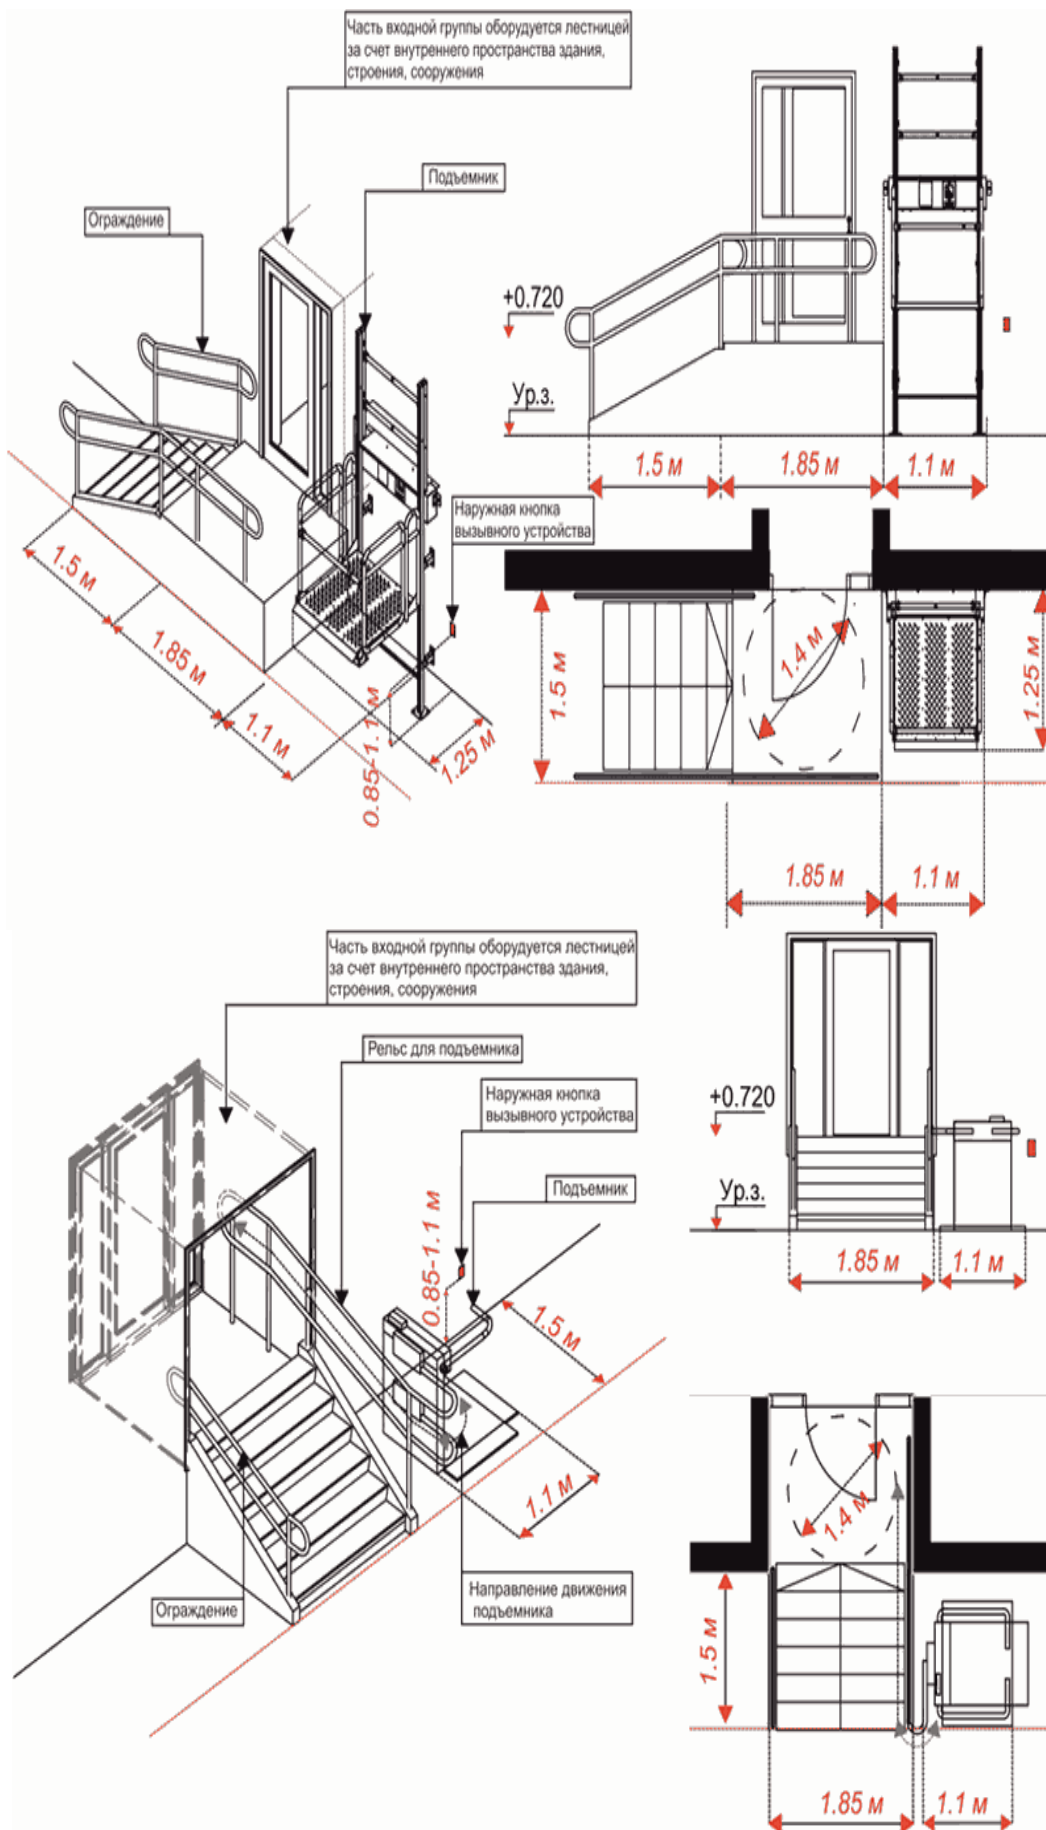 Часть входной группы оборудуется лестницей
за счет внутреннего пространства здания,
строения, сооружения
Подъемник
Ограждение
Наружная кнопка
вызывного устройства
1.5 м
1.85 м
1.1 м
0.85-1.1 м
1.25 м
+0.720
Ур.з.
1.5 м
1.85 м
1.1 м
1.5 м
1.4 м
1.25 м
1.85 м
1.1 м
Часть входной группы оборудуется лестницей
за счет внутреннего пространства здания,
строения, сооружения
Рельс для подъемника
Наружная кнопка
вызывного устройства
Подъемник
0.85-1.1 м
1.5 м
1.1 м
Ограждение
Направление движения
подъемника
+0.720
Ур.з.
1.85 м
1.1 м
1.4 м
1.5 м
1.85 м
1.1 м